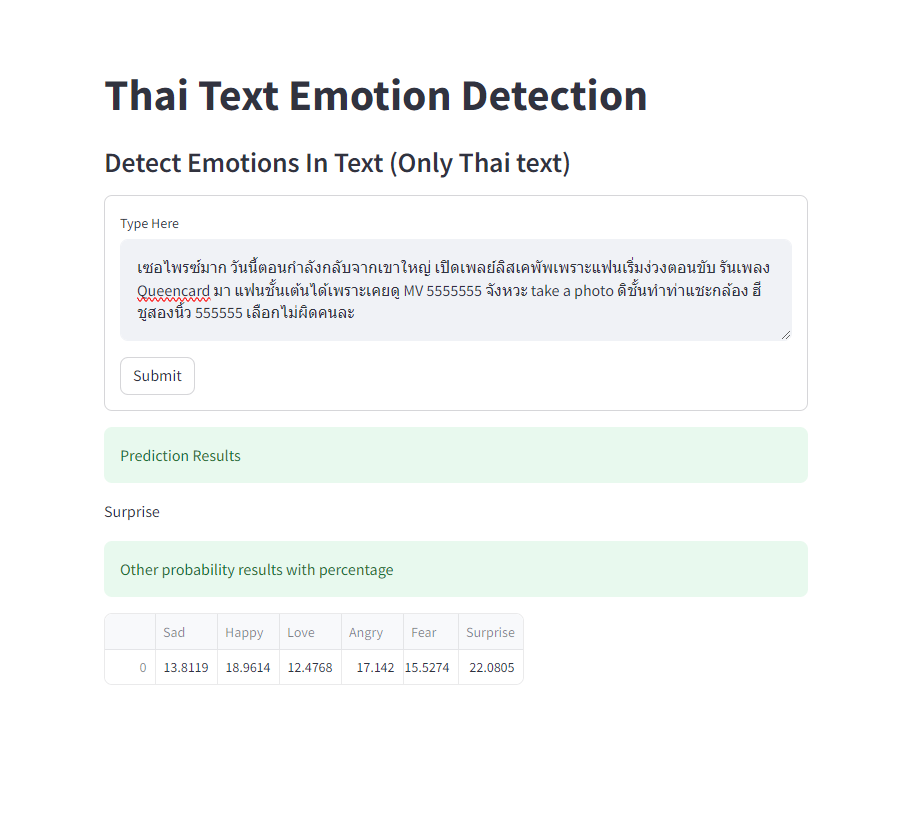 Thai Text Emotion Detection
Detect Emotions In Text (Only Thai text)
Type Here
เซอไพรซ์มาก วันนี้ตอนกำลังกลับจากเขาใหญ่ เปิดเพลย์ลิสเคพัพเพราะแฟนเริ่มง่วงตอนขับ รันเพลง
Queencard มา แฟนชั้นเต้นได้เพราะเคยดู MV 5555555 จังหวะ take a photo ดิชั้นทำท่าแชะกล้อง ฮี
ชูสองนิ้ว 555555 เลือกไม่ผิดคนละ
Submit
Prediction Results
Surprise
Other probability results with percentage
Sad Happy Love Angry Fear Surprise
0 13.8119 18.9614 12.4768 17.142 15.5274 22.0805